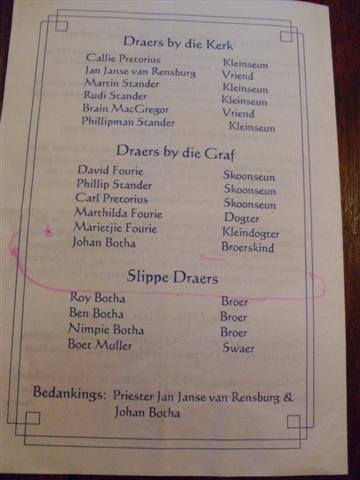 Draers by die Kerk
Callie Pretorius Kleinseun
Jan Janse van Rensburg Vriend
Martin Stander Kleinseun
Rudi Stander Kleinseun
Brain MacGregor Vriend
Phillipman Stander Kleinseun
Draers by die Graf
David Fourie Skoonseun
Phillip Stander Skoonseun
Carl Pretorius Skoonseun
Marthilda Fourie Dogter
Marietjie Fourie Kleindogter
Johan Botha Broerskind
Slippe Draers
Roy Botha Broer
Ben Botha Broer
Nimpie Botha Broer
Boet Muller Swaer
Bedankings: Priester Jan Janse van Rensburg &
Johan Botha